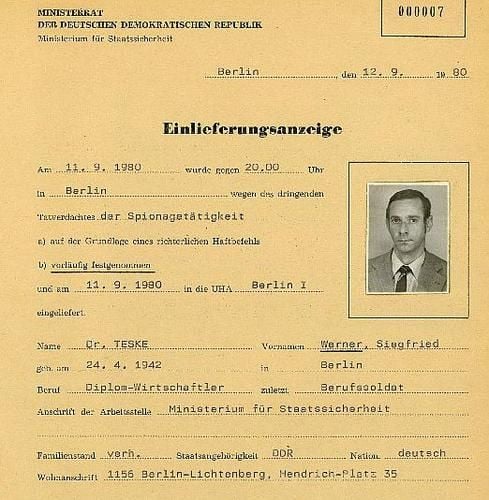 MINISTERRAT
DER DEUTSCHEN DEMOKRATISCHEN REPUBLIK
Ministerium für Staatssicherheit
000007
Berlin, den 12. 9. 1980
Einlieferungsanzeige
Am 11. 9. 1980 wurde gegen 20.00 Uhr
in Berlin wegen des dringenden
Tatverdachtes der Spionagetätigkeit
a) auf der Grundlage eines richterlichen Haftbefehls
b) vorläufig festgenommen
und am 11. 9. 1980 in die UHA Berlin I
eingeliefert.
Name Dr. TESKE Vornamen Werner, Siegfried
geb. am 24. 4. 1942 in Berlin
Beruf Diplom-Wirtschaftler zuletzt Berufssoldat
Anschrift der Arbeitsstelle Ministerium für Staatssicherheit
Familienstand verh. Staatsangehörigkeit DDR Nation. deutsch
Wohnanschrift 1156 Berlin-Lichtenberg, Hendrich-Platz 35